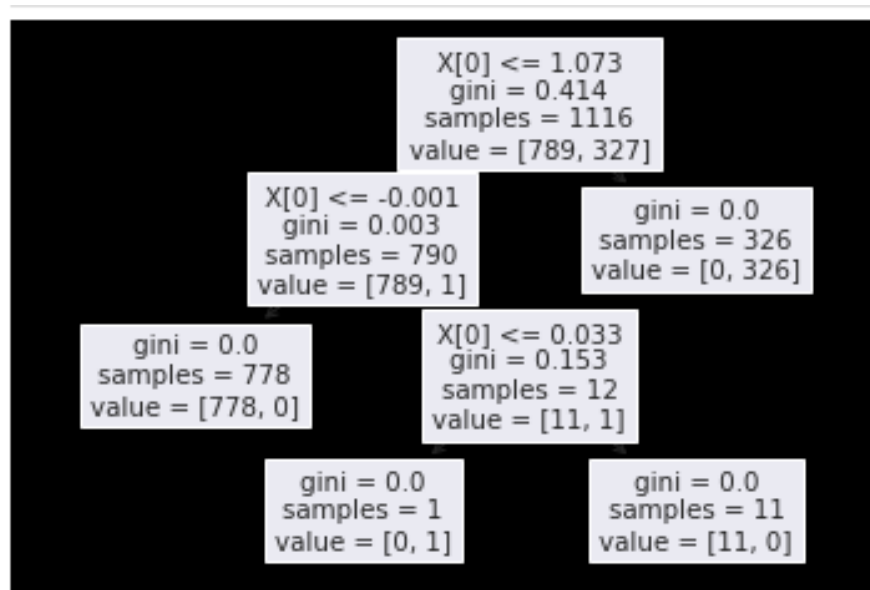 X[0] <= 1.073
gini = 0.414
samples = 1116
value = [789, 327]
X[0] <= -0.001
gini = 0.003
samples = 790
value = [789, 1]
gini = 0.0
samples = 326
value = [0, 326]
gini = 0.0
samples = 778
value = [778, 0]
X[0] <= 0.033
gini = 0.153
samples = 12
value = [11, 1]
gini = 0.0
samples = 1
value = [0, 1]
gini = 0.0
samples = 11
value = [11, 0]